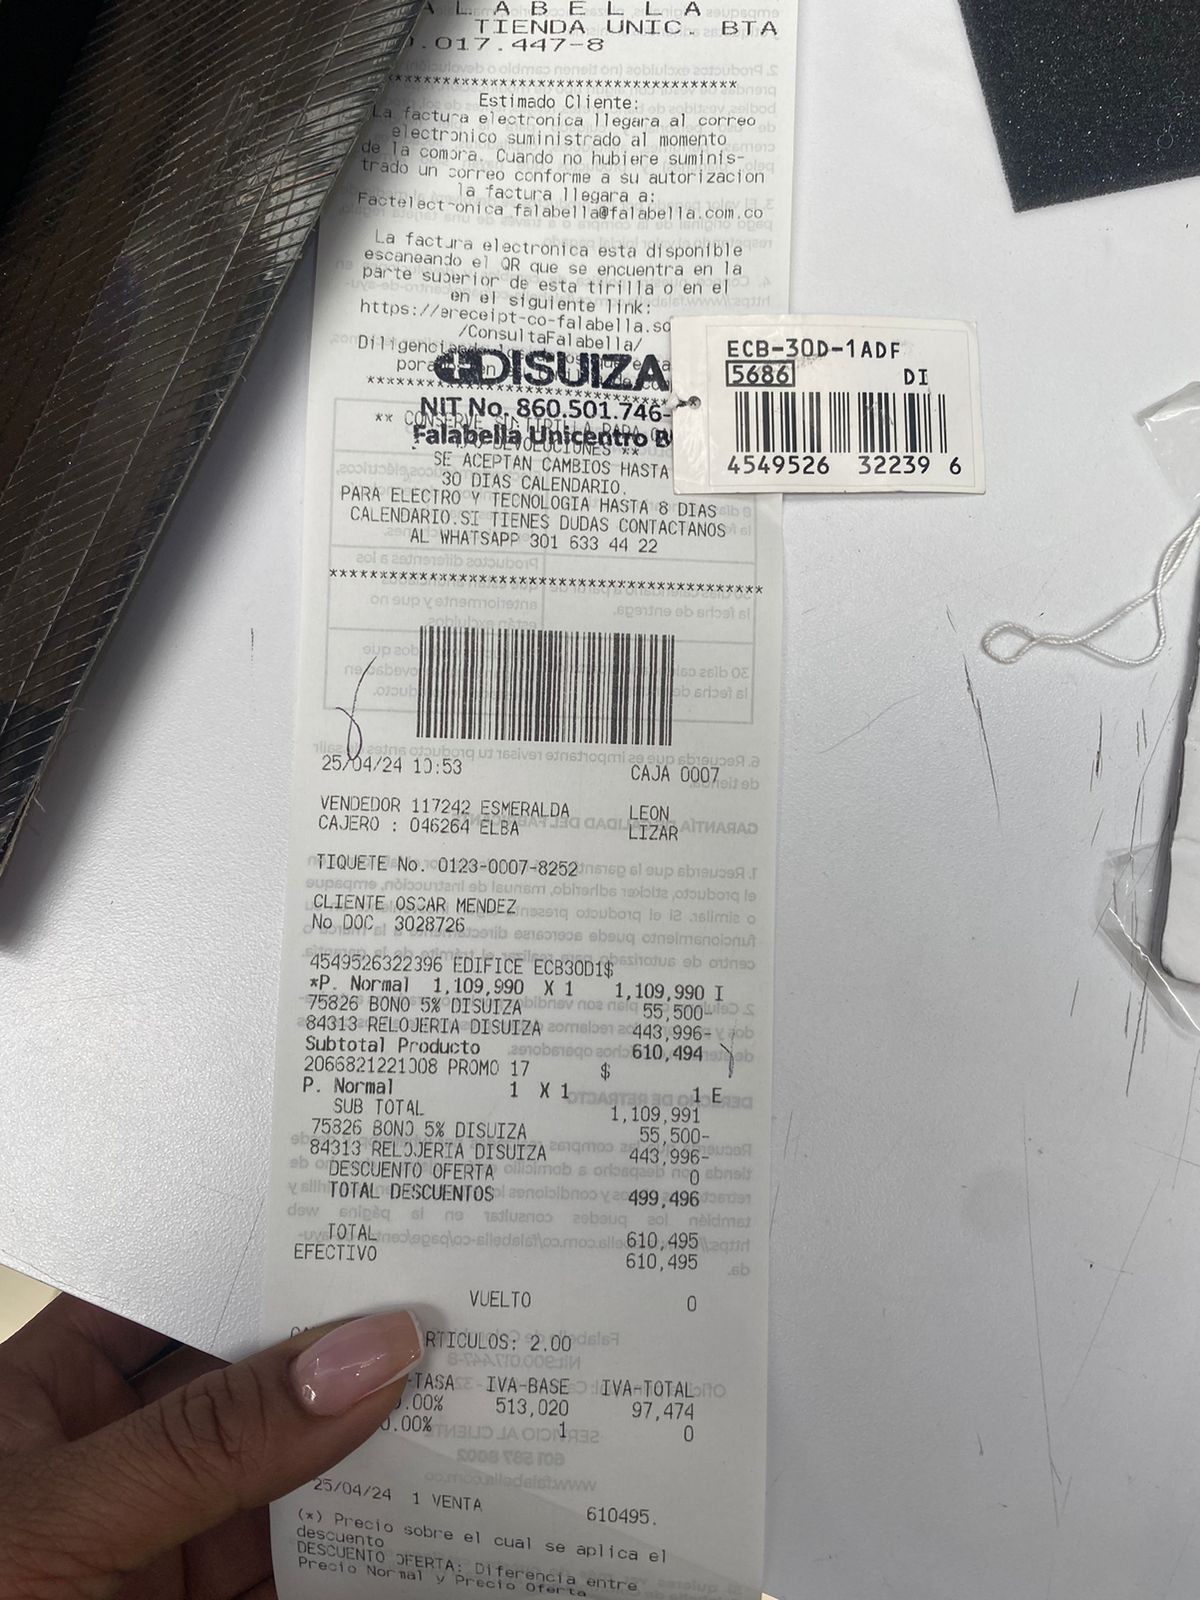 A L A B E L L A
TIENDA UNIC. BTA
.017.447-8
****************************************
Estimado Cliente:
La factura electronica llegara al correo
electronico suministrado al momento
de la compra. Cuando no hubiere suminis-
trado un correo conforme a su autorizacion
la factura llegara a:
Factelectronica_falabella@falabella.com.co
La factura electronica esta disponible
escaneando el QR que se encuentra en la
parte superior de esta tirilla o en el
en el siguiente link:
https://ereceipt-co-falabella.so
/ConsultaFalabella/
DISUIZA
NIT No. 860.501.746-
Falabella Unicentro B
** CONSERVE
DEVOLUCIONES **
SE ACEPTAN CAMBIOS HASTA
30 DIAS CALENDARIO.
PARA ELECTRO Y TECNOLOGIA HASTA 8 DIAS
CALENDARIO.SI TIENES DUDAS CONTACTANOS
AL WHATSAPP 301 633 44 22
********************************************
25/04/24 10:53 CAJA 0007
VENDEDOR 117242 ESMERALDA LEON
CAJERO : 046264 ELBA LIZAR
TIQUETE No. 0123-0007-8252
CLIENTE OSCAR MENDEZ
No DOC 3028726
4549526322396 EDIFICE ECB30D1$
*P. Normal 1,109,990 X 1 1,109,990 I
75826 BONO 5% DISUIZA 55,500-
84313 RELOJERIA DISUIZA 443,996-
Subtotal Producto 610,494
2066821221008 PROMO 17 $
P. Normal 1 X 1 1 E
SUB TOTAL 1,109,991
75826 BONO 5% DISUIZA 55,500-
84313 RELOJERIA DISUIZA 443,996-
DESCUENTO OFERTA 0
TOTAL DESCUENTOS 499,496
TOTAL 610,495
EFECTIVO 610,495
VUELTO 0
RTICULOS: 2.00
-TASA IVA-BASE IVA-TOTAL
.00% 513,020 97,474
0.00% 1 0
25/04/24 1 VENTA 610495.
(*) Precio sobre el cual se aplica el
descuento
DESCUENTO OFERTA: Diferencia entre
Precio Normal y Precio Oferta
ECB-30D-1ADF
5686 DI
4549526 32239 6